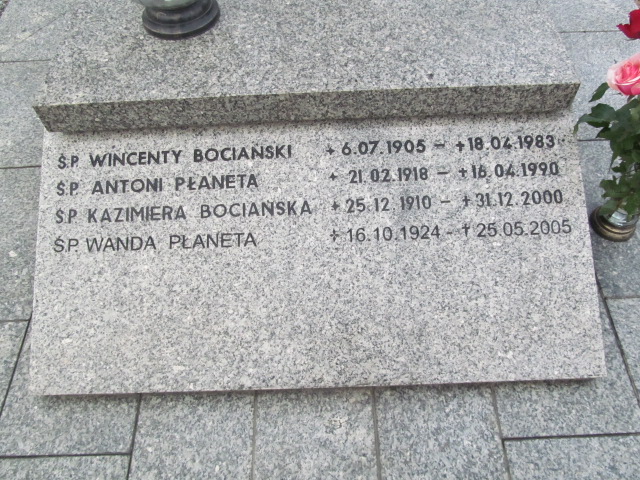 Ś.P. WINCENTY BOCIAŃSKI + 6.07.1905 - +18.04.1983
Ś.P. ANTONI PŁANETA + 21.02.1918 - +16.04.1990
Ś.P. KAZIMIERA BOCIAŃSKA +25.12.1910 - +31.12.2000
Ś.P. WANDA PŁANETA +16.10.1924 - +25.05.2005